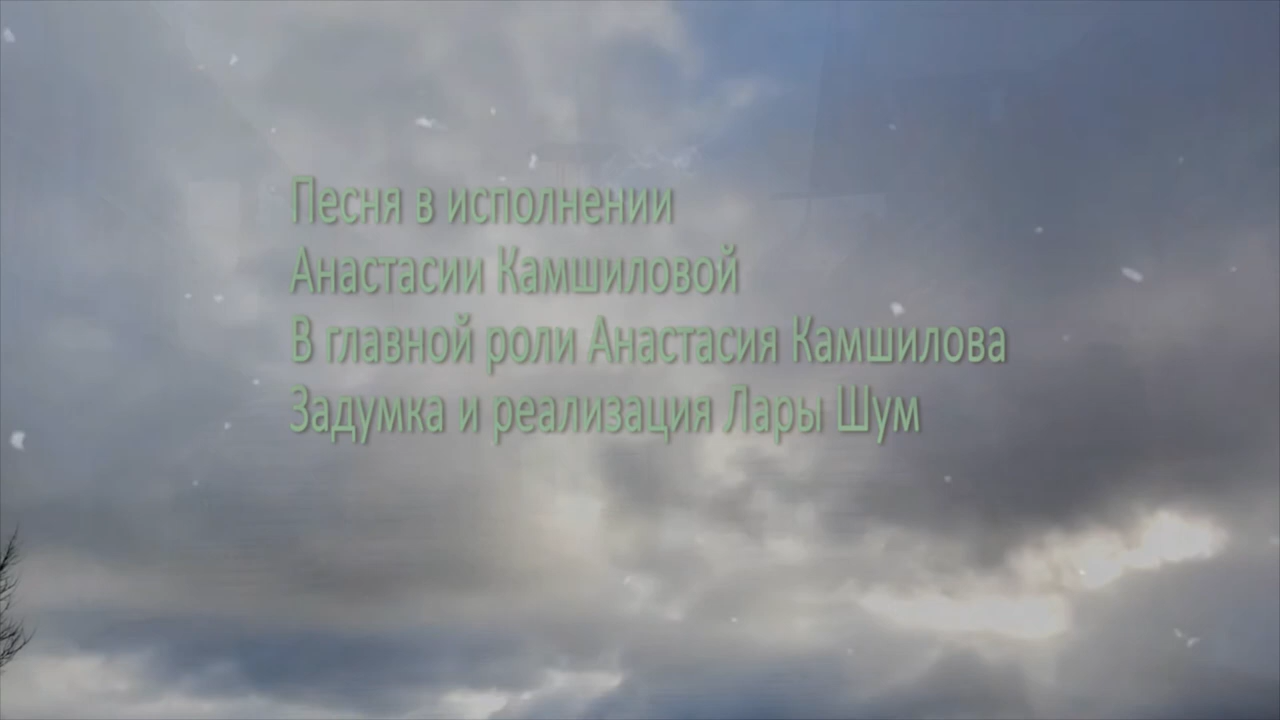 Песня в исполнении
Анастасии Камшиловой
В главной роли Анастасия Камшилова
Задумка и реализация Лары Шум